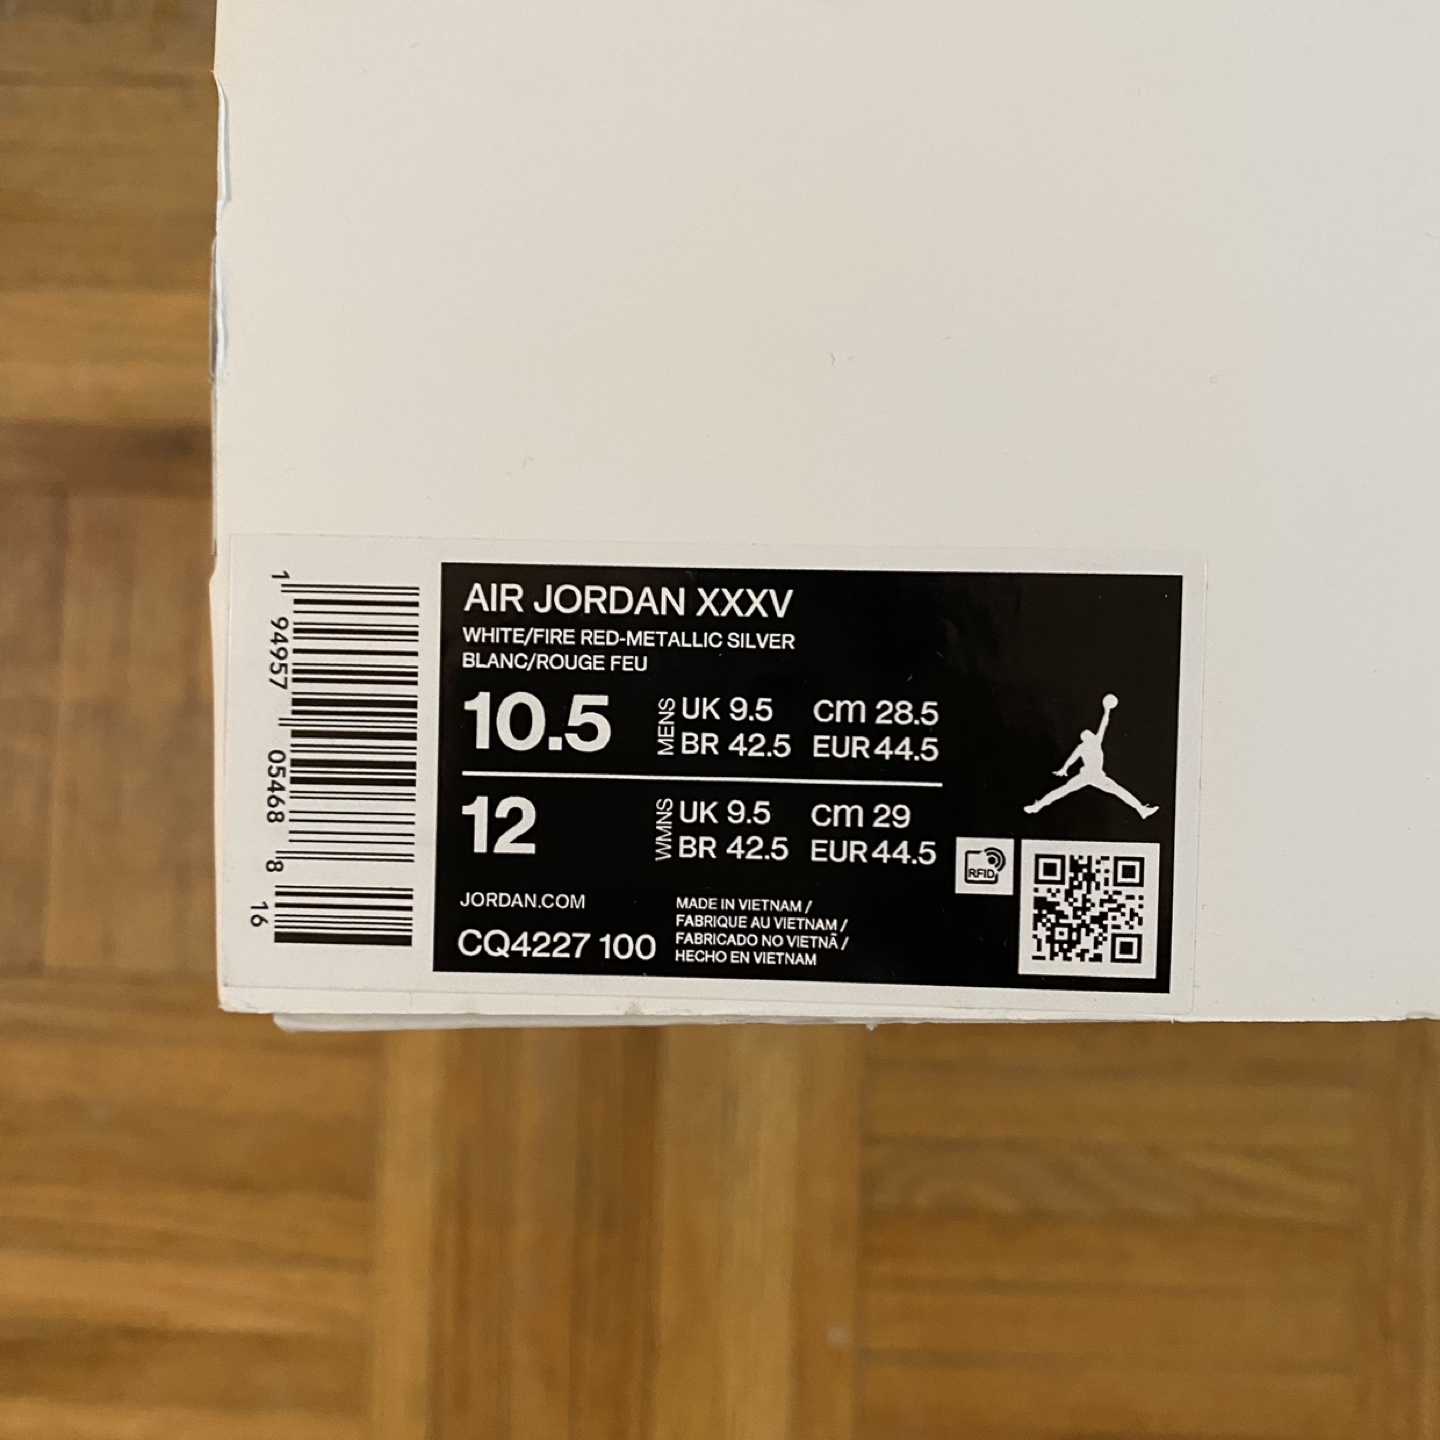 AIR JORDAN XXXV
WHITE/FIRE RED-METALLIC SILVER
BLANC/ROUGE FEU
10.5 MENS UK 9.5 cm 28.5
BR 42.5 EUR 44.5
12 WMNS UK 9.5 cm 29
BR 42.5 EUR 44.5
RFID
JORDAN.COM
CQ4227 100
MADE IN VIETNAM /
FABRIQUE AU VIETNAM /
FABRICADO NO VIETNÃ /
HECHO EN VIETNAM
1 94957 05468 8 16